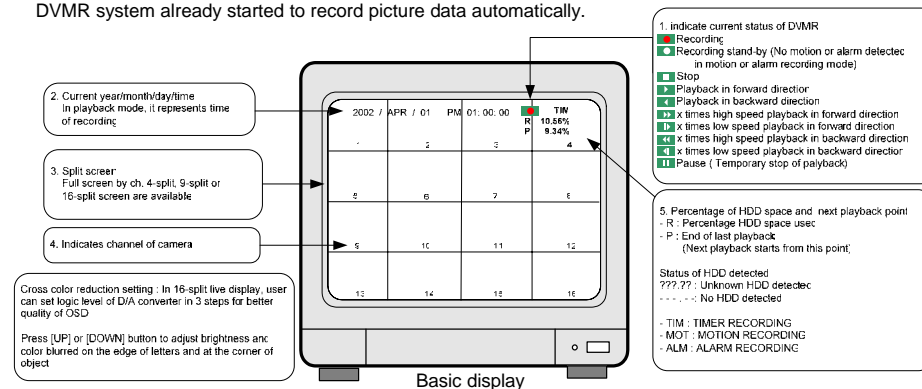 DVMR system already started to record picture data automatically.
1. indicate current status of DVMR
Recording
Recording stand-by (No motion or alarm detected
in motion or alarm recording mode)
Stop
Playback in forward direction
Playback in backward direction
x times high speed playback in forward direction
x times low speed playback in forward direction
x times high speed playback in backward direction
x times low speed playback in backward direction
Pause ( Temporary stop of palyback)
2. Current year/month/day/time
In playback mode, it represents time
of recording
2002 / APR / 01 PM 01: 00: 00 TIM
R 10.56%
P 9.34%
1 2 3 4
3. Split screen
Full screen by ch. 4-split, 9-split or
16-split screen are available
5 6 7 8
4. Indicates channel of camera
9 10 11 12
5. Percentage of HDD space and next playback point
- R : Percentage HDD space used
- P : End of last playback
(Next playback starts from this point)
Status of HDD detected
???.?? : Unknown HDD detected
- - - . - -: No HDD detected
- TIM : TIMER RECORDING
- MOT : MOTION RECORDING
- ALM : ALARM RECORDING
Cross color reduction setting : In 16-split live display, user
can set logic level of D/A converter in 3 steps for better
quality of OSD
Press [UP] or [DOWN] button to adjust brightness and
color blurred on the edge of letters and at the corner of
object
13 14 15 16
Basic display